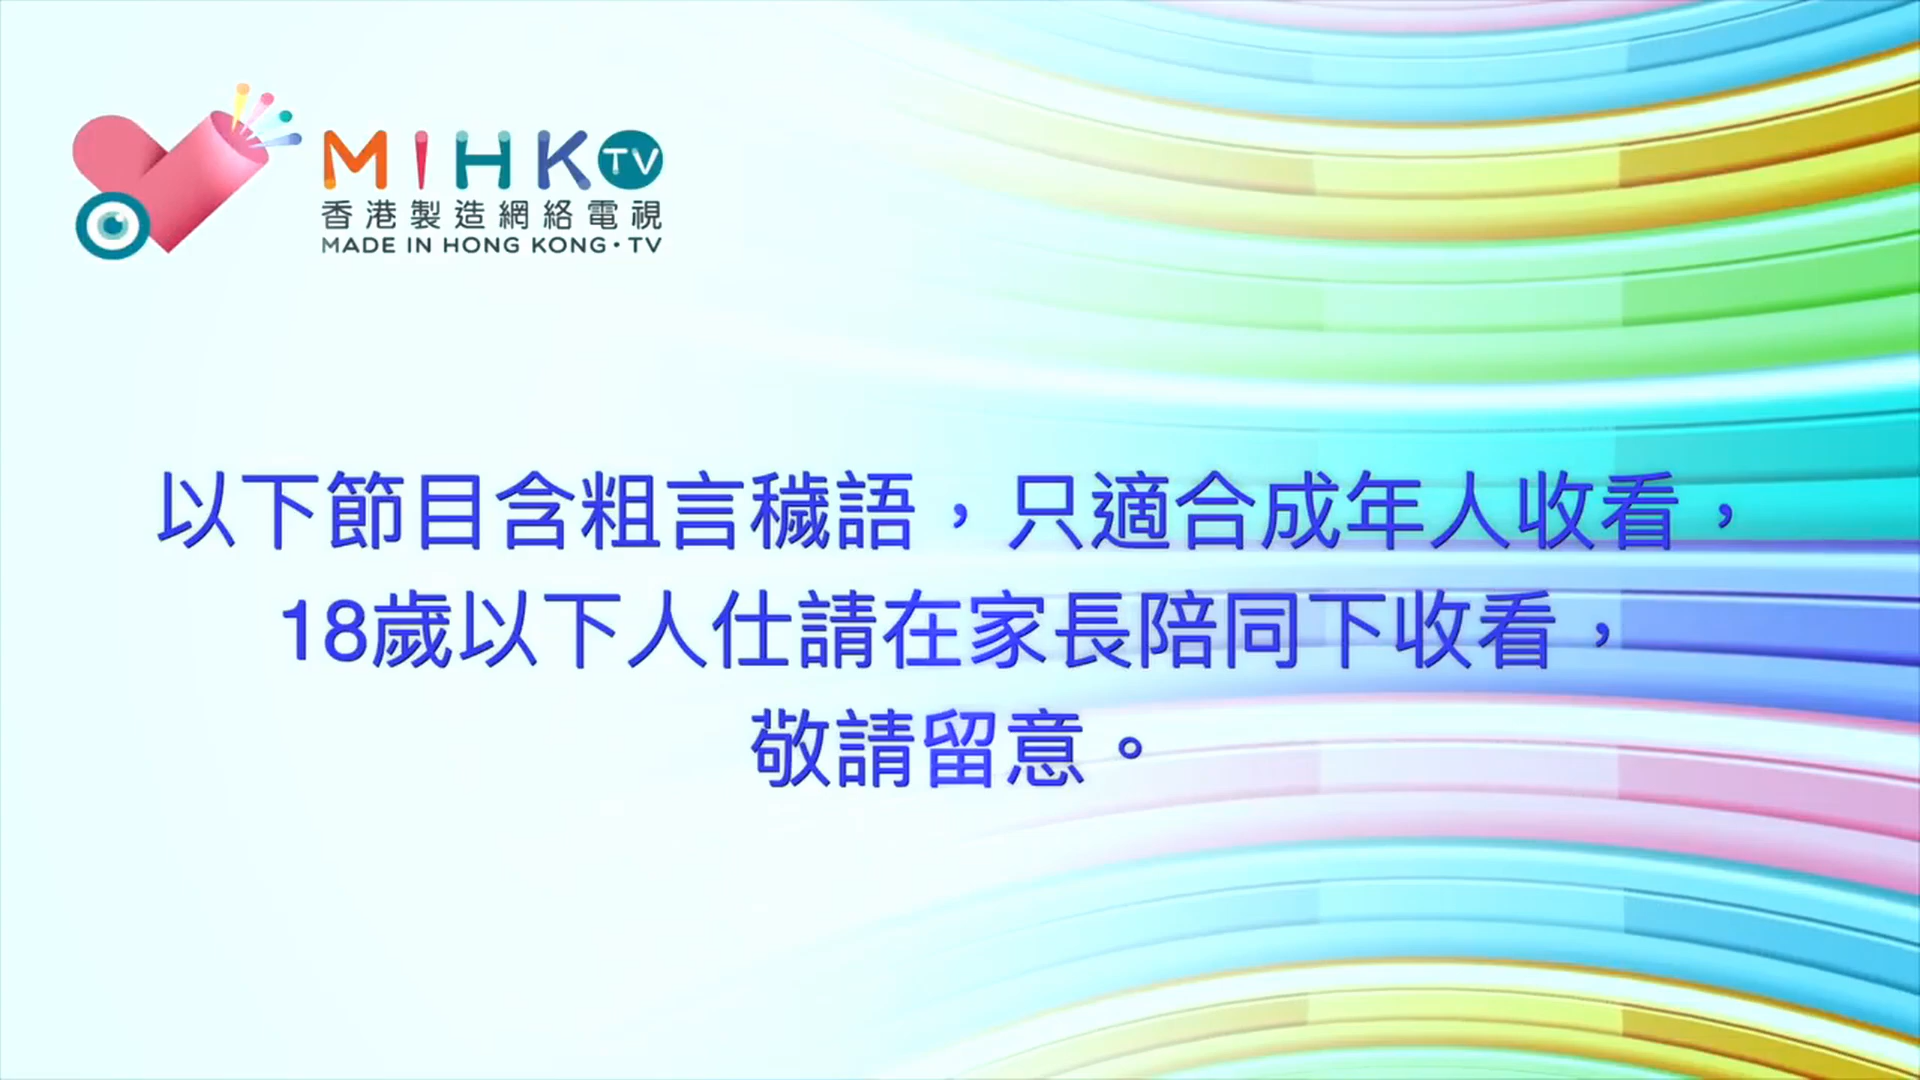 MIHK TV
香港製造網絡電視
MADE IN HONG KONG・TV
以下節目含粗言穢語，只適合成年人收看，
18歲以下人仕請在家長陪同下收看，
敬請留意。